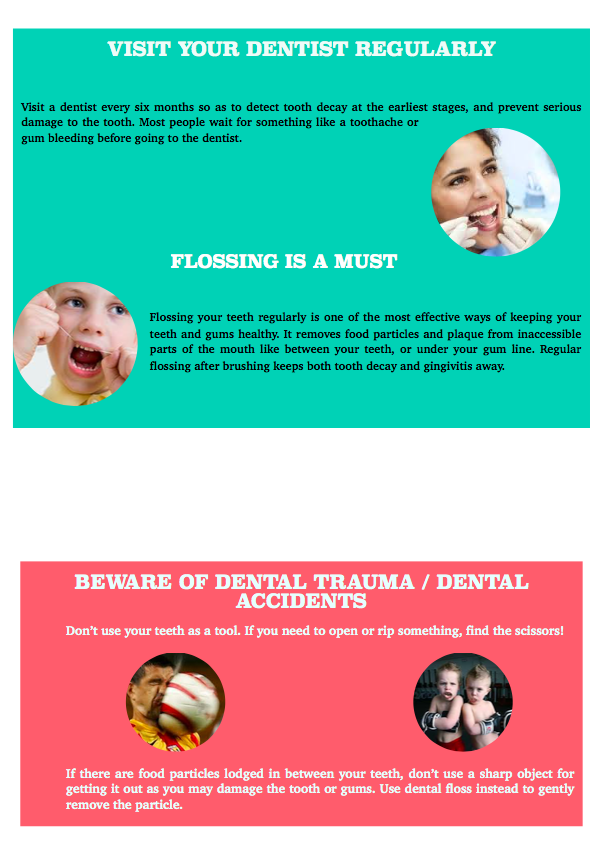 VISIT YOUR DENTIST REGULARLY
Visit a dentist every six months so as to detect tooth decay at the earliest stages, and prevent serious
damage to the tooth. Most people wait for something like a toothache or
gum bleeding before going to the dentist.
FLOSSING IS A MUST
Flossing your teeth regularly is one of the most effective ways of keeping your
teeth and gums healthy. It removes food particles and plaque from inaccessible
parts of the mouth like between your teeth, or under your gum line. Regular
flossing after brushing keeps both tooth decay and gingivitis away.
BEWARE OF DENTAL TRAUMA / DENTAL
ACCIDENTS
Don’t use your teeth as a tool. If you need to open or rip something, find the scissors!
If there are food particles lodged in between your teeth, don’t use a sharp object for
getting it out as you may damage the tooth or gums. Use dental floss instead to gently
remove the particle.